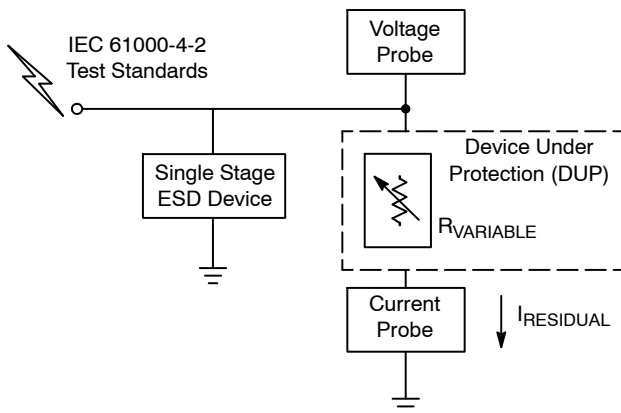 IEC 61000-4-2
Test Standards
Voltage
Probe
Single Stage
ESD Device
Device Under
Protection (DUP)
RVARIABLE
Current
Probe
IRESIDUAL